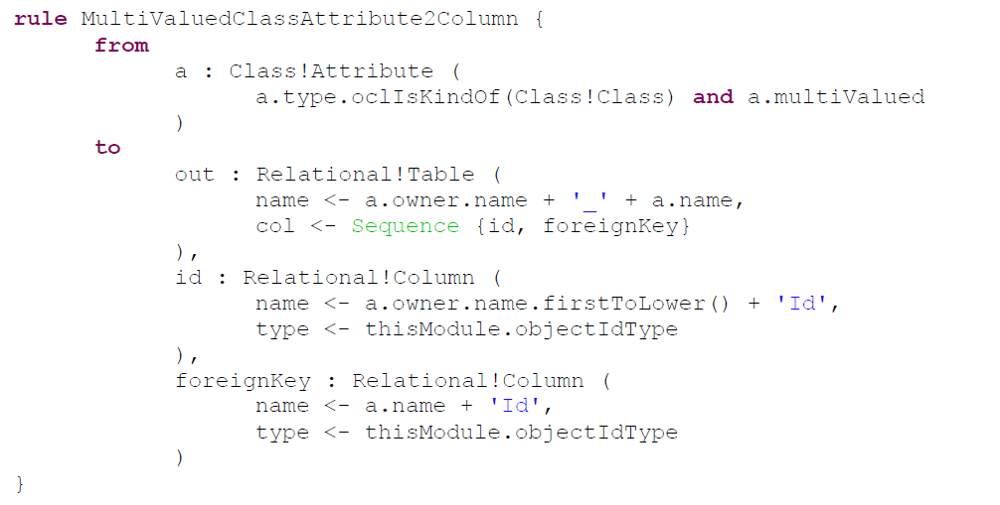 rule MultiValuedClassAttribute2Column {
from
a : Class!Attribute (
a.type.oclIsKindOf(Class!Class) and a.multiValued
)
to
out : Relational!Table (
name <- a.owner.name + '_' + a.name,
col <- Sequence {id, foreignKey}
),
id : Relational!Column (
name <- a.owner.name.firstToLower() + 'Id',
type <- thisModule.objectIdType
),
foreignKey : Relational!Column (
name <- a.name + 'Id',
type <- thisModule.objectIdType
)
}